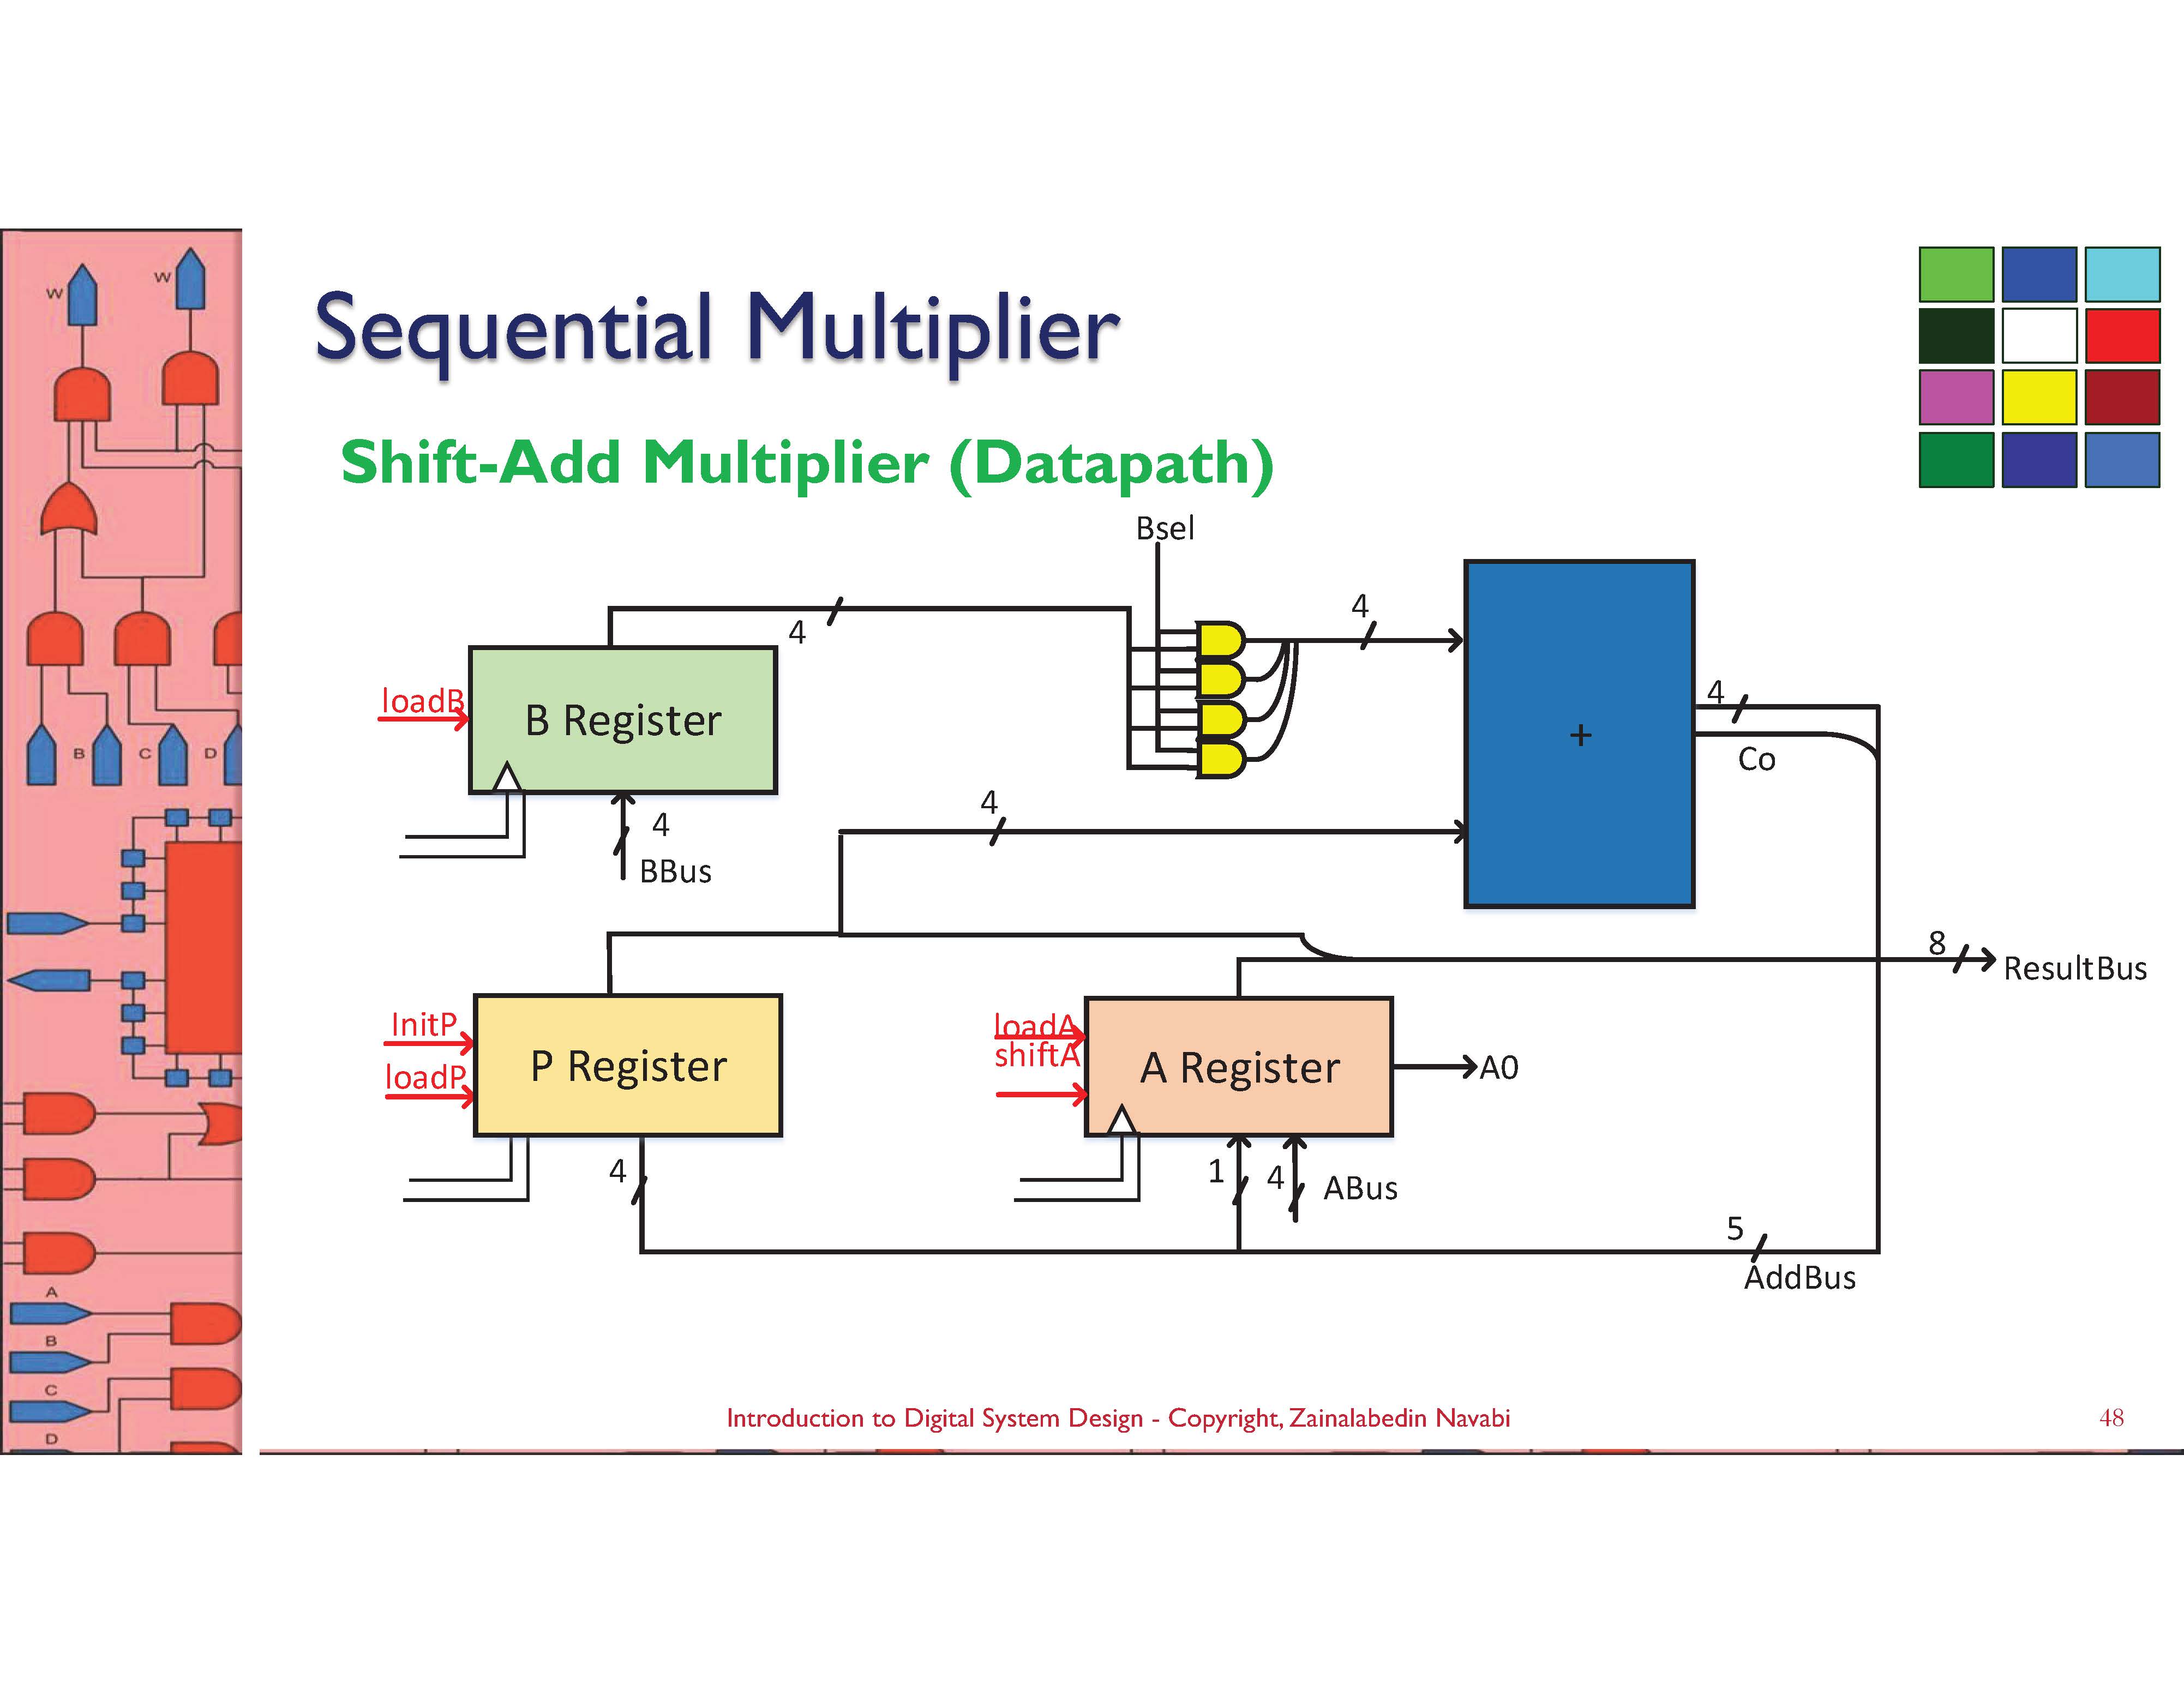 Sequential Multiplier
Shift-Add Multiplier (Datapath)
Bsel
4
4
4
loadB
B Register
+
Co
4
BBus
4
8
ResultBus
InitP
loadP
P Register
loadA
shiftA
A Register
A0
4
1
4
ABus
5
AddBus
W
W
B
C
D
A
B
C
D
Introduction to Digital System Design - Copyright, Zainalabedin Navabi
48